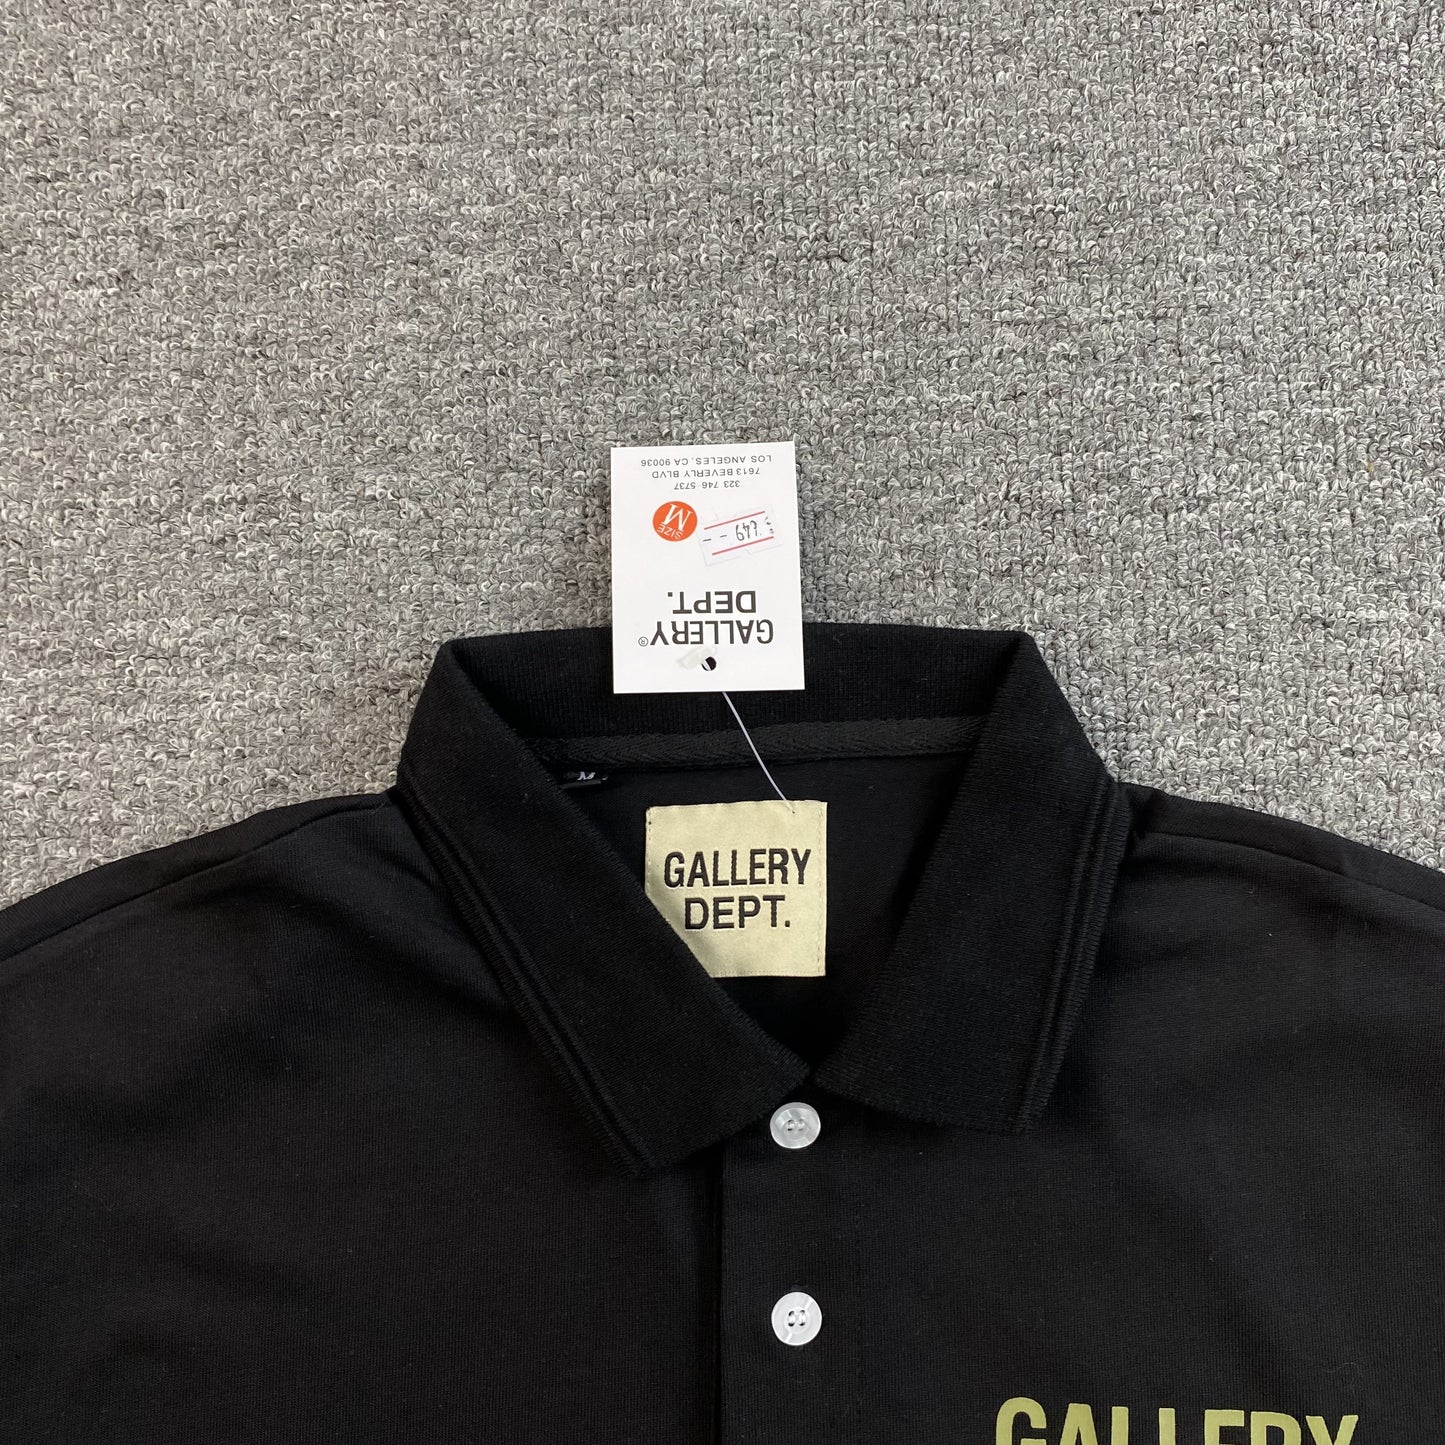 LOS ANGELES, CA 90036
7613 BEVERLY BLVD
323 746-5737
SIZE
M
649 - -
GALLERY®
DEPT.
M
GALLERY
DEPT.
GALLERY